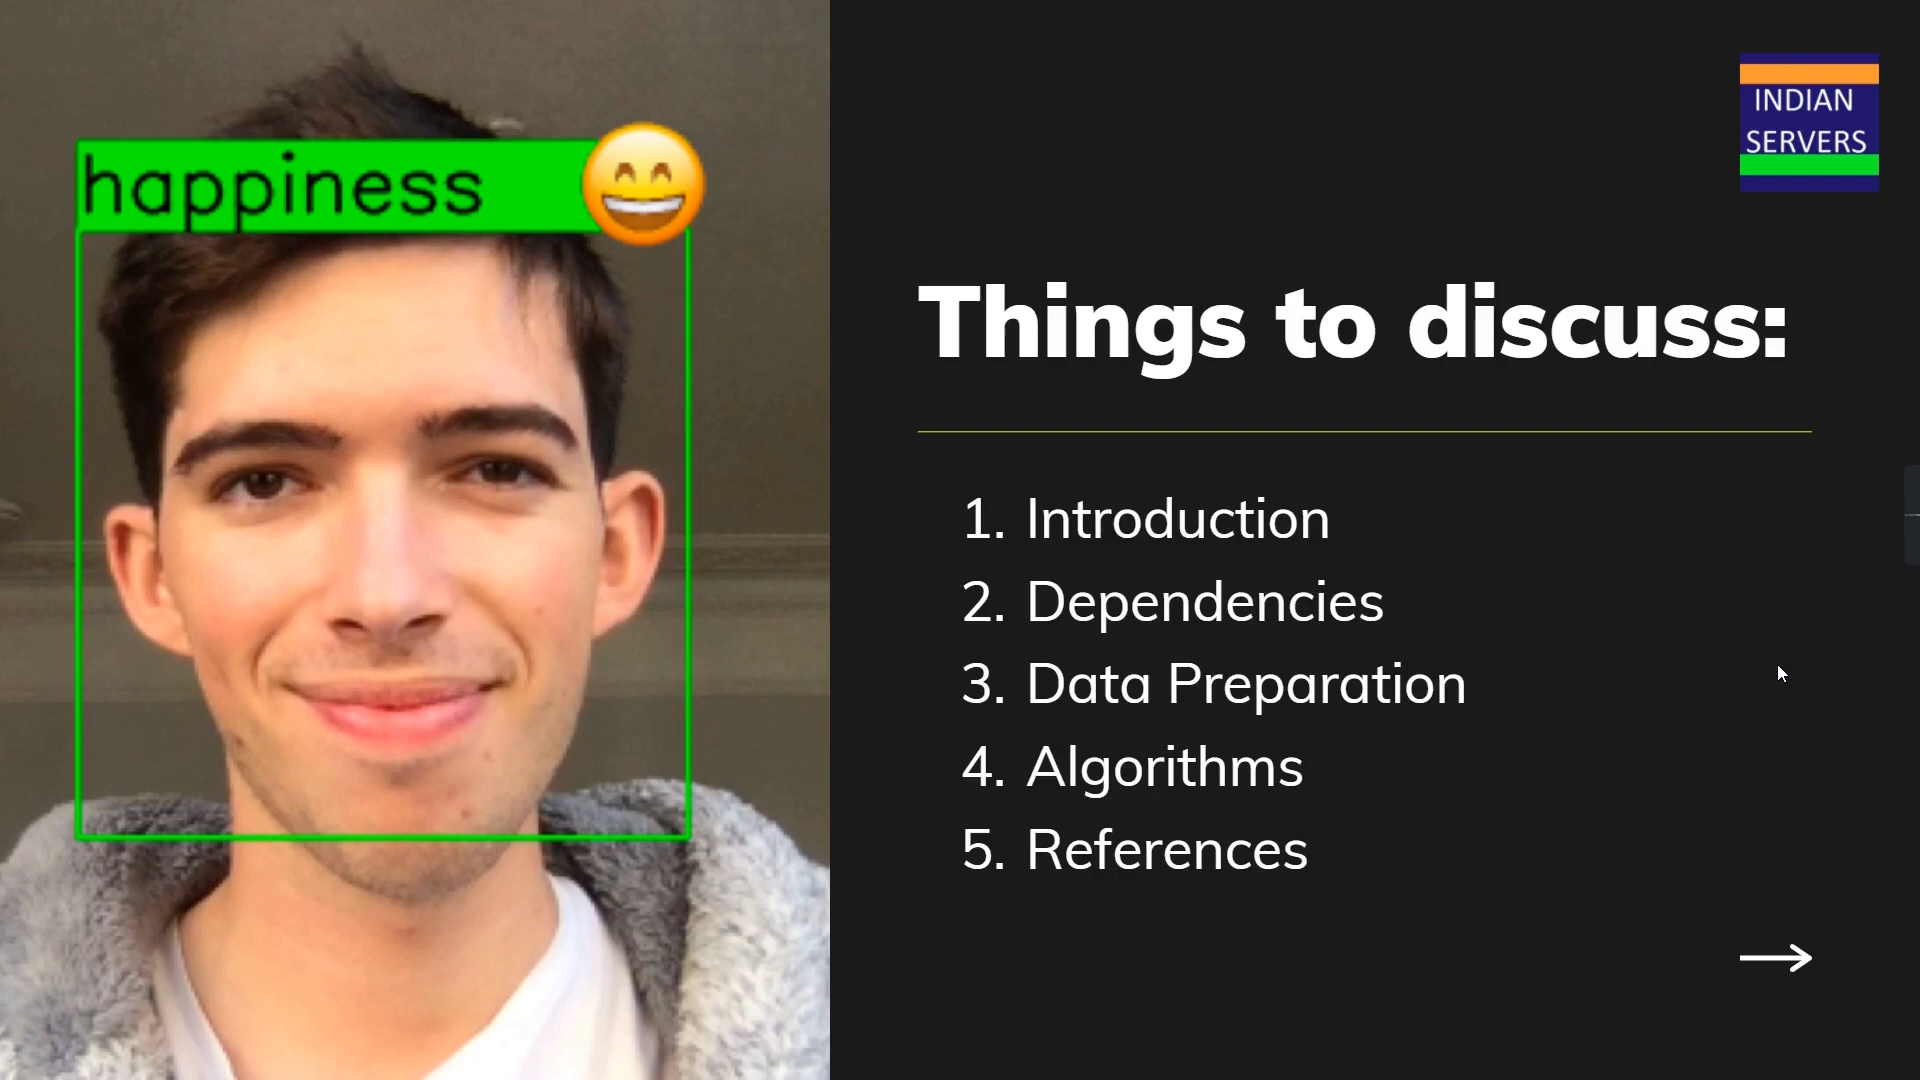 happiness
INDIAN
SERVERS
Things to discuss:
1. Introduction
2. Dependencies
3. Data Preparation
4. Algorithms
5. References